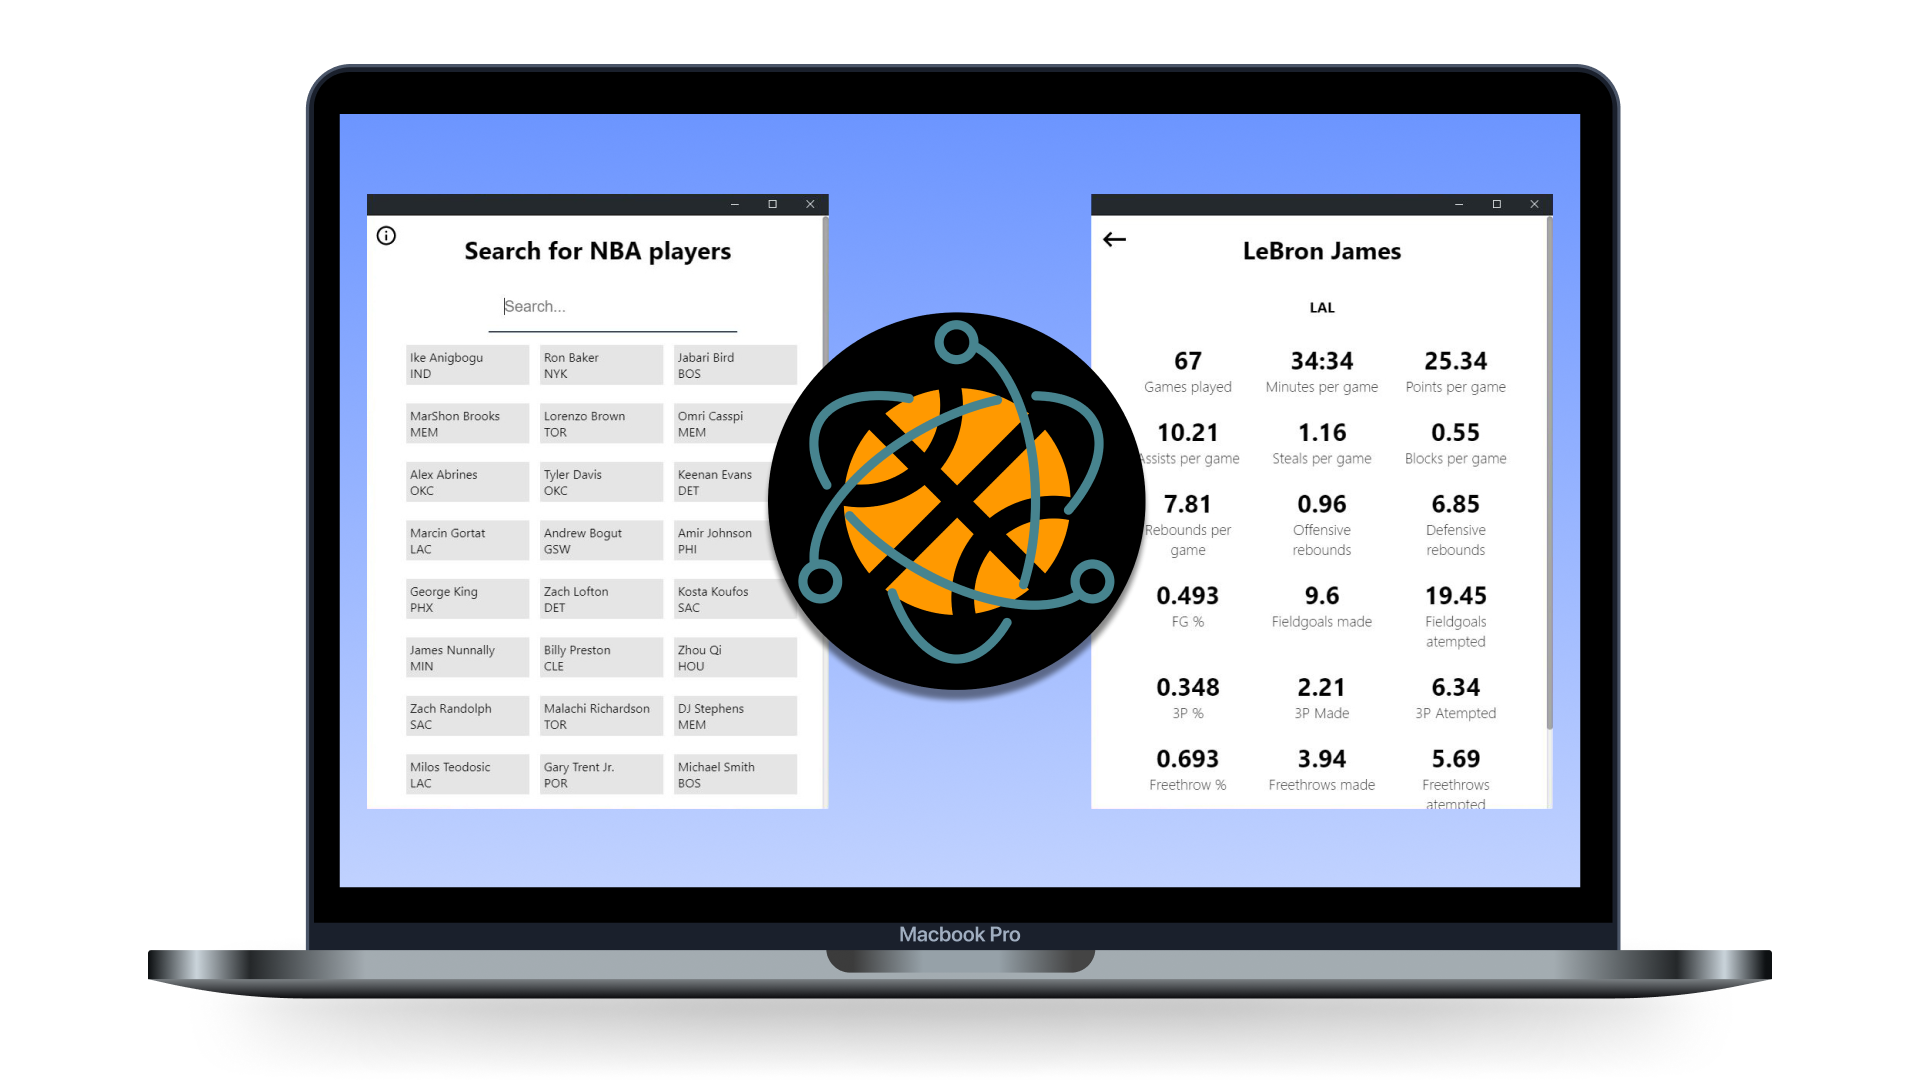 Search for NBA players
Search...
Ike Anigbogu
IND
Ron Baker
NYK
Jabari Bird
BOS
MarShon Brooks
MEM
Lorenzo Brown
TOR
Omri Casspi
MEM
Alex Abrines
OKC
Tyler Davis
OKC
Keenan Evans
DET
Marcin Gortat
LAC
Andrew Bogut
GSW
Amir Johnson
PHI
George King
PHX
Zach Lofton
DET
Kosta Koufos
SAC
James Nunnally
MIN
Billy Preston
CLE
Zhou Qi
HOU
Zach Randolph
SAC
Malachi Richardson
TOR
DJ Stephens
MEM
Milos Teodosic
LAC
Gary Trent Jr.
POR
Michael Smith
BOS
LeBron James
LAL
67
Games played
34:34
Minutes per game
25.34
Points per game
10.21
Assists per game
1.16
Steals per game
0.55
Blocks per game
7.81
Rebounds per
game
0.96
Offensive
rebounds
6.85
Defensive
rebounds
0.493
FG %
9.6
Fieldgoals made
19.45
Fieldgoals
atempted
0.348
3P %
2.21
3P Made
6.34
3P Atempted
0.693
Freethrow %
3.94
Freethrows made
5.69
Freethrows
atempted
Macbook Pro